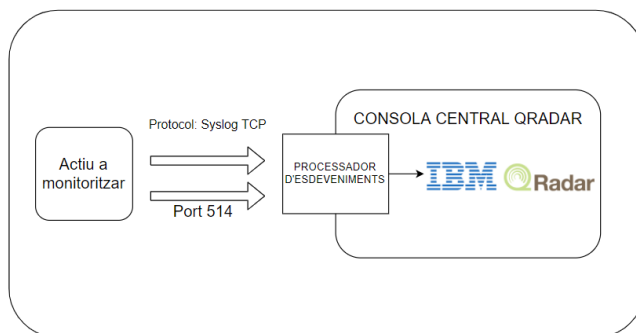 CONSOLA CENTRAL QRADAR
Protocol: Syslog TCP
Actiu a
monitoritzar
PROCESSADOR
D'ESDEVENIMENTS
IBM QRadar
Port 514